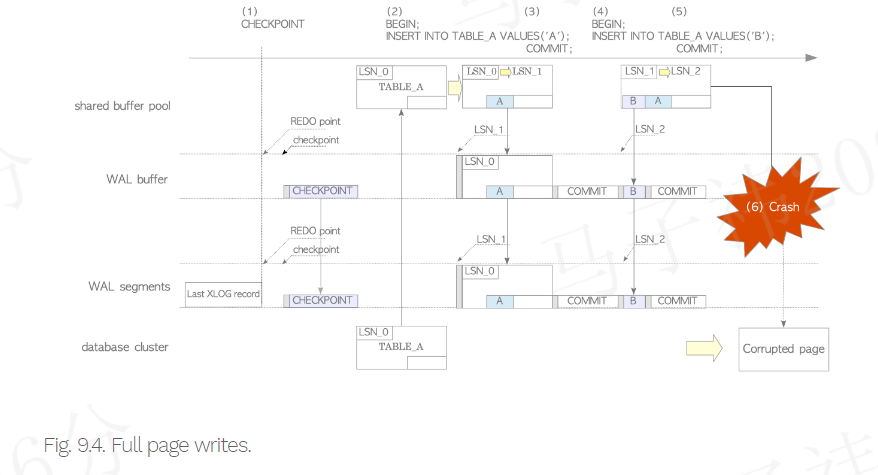 (1)
CHECKPOINT
(2)
BEGIN;
INSERT INTO TABLE_A VALUES('A');
(3)
COMMIT;
(4)
BEGIN;
INSERT INTO TABLE_A VALUES('B');
(5)
COMMIT;
shared buffer pool
LSN_0
TABLE_A
LSN_0 LSN_1
A
LSN_1 LSN_2
B A
REDO point
checkpoint
LSN_1
LSN_2
WAL buffer
CHECKPOINT
LSN_0
A
COMMIT
B
COMMIT
(6) Crash
REDO point
checkpoint
LSN_1
LSN_2
WAL segments
Last XLOG record
CHECKPOINT
LSN_0
A
COMMIT
B
COMMIT
database cluster
LSN_0
TABLE_A
Corrupted page
Fig. 9.4. Full page writes.